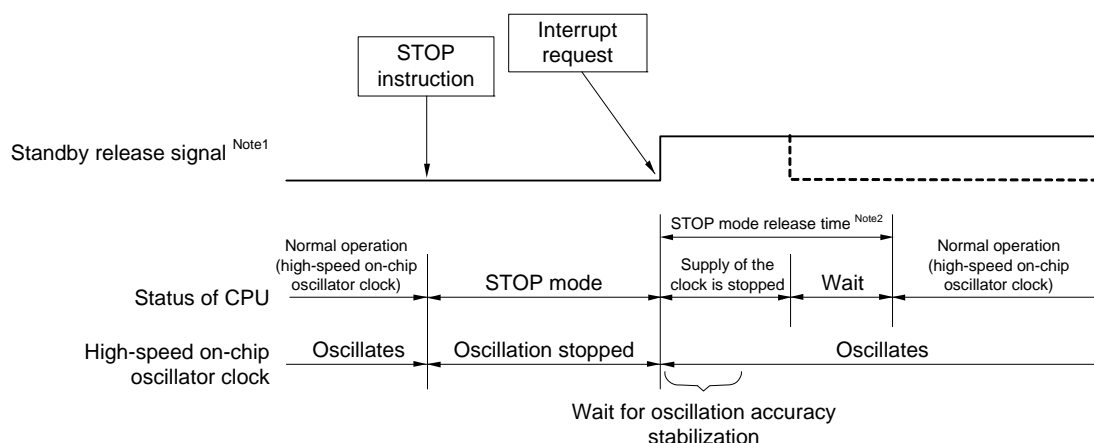 Interrupt
request
STOP
instruction
Standby release signal Note1
STOP mode release time Note2
Normal operation
(high-speed on-chip
oscillator clock)
Supply of the
clock is stopped
Normal operation
(high-speed on-chip
oscillator clock)
Status of CPU
STOP mode
Wait
High-speed on-chip
oscillator clock
Oscillates
Oscillation stopped
Oscillates
Wait for oscillation accuracy
stabilization